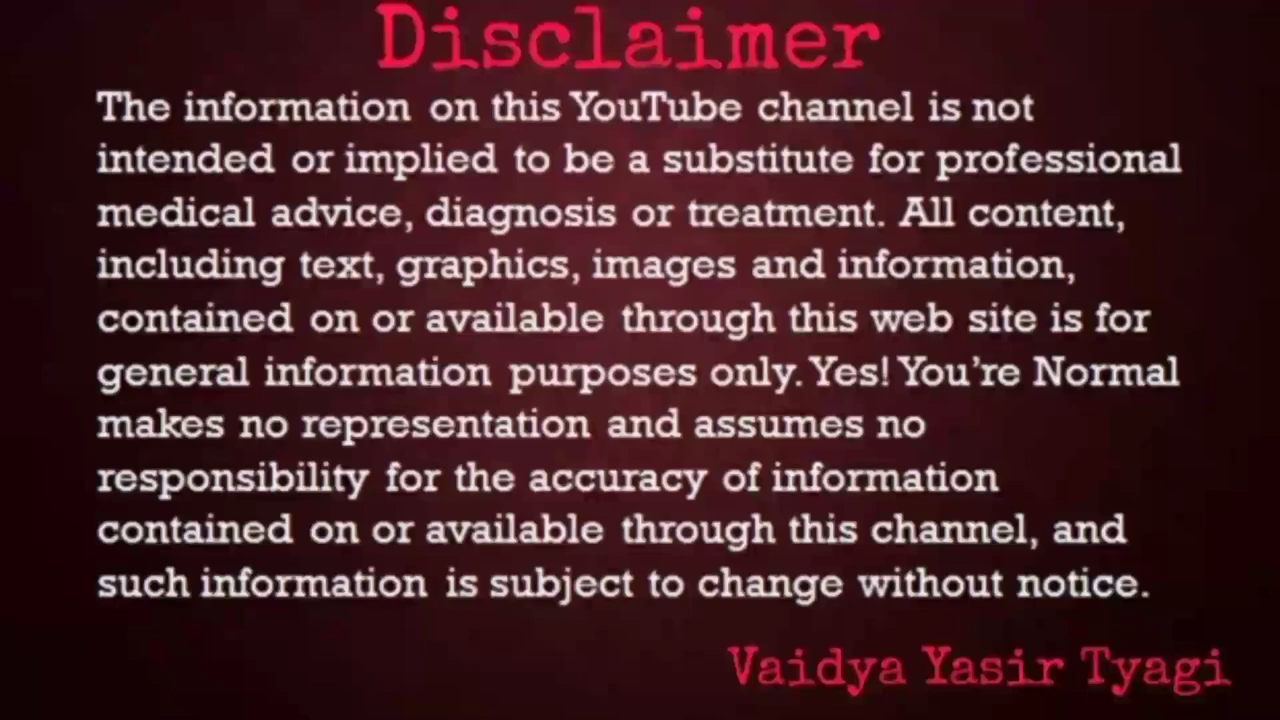 Disclaimer
The information on this YouTube channel is not
intended or implied to be a substitute for professional
medical advice, diagnosis or treatment. All content,
including text, graphics, images and information,
contained on or available through this web site is for
general information purposes only. Yes! You're Normal
makes no representation and assumes no
responsibility for the accuracy of information
contained on or available through this channel, and
such information is subject to change without notice.
Vaidya Yasir Tyagi